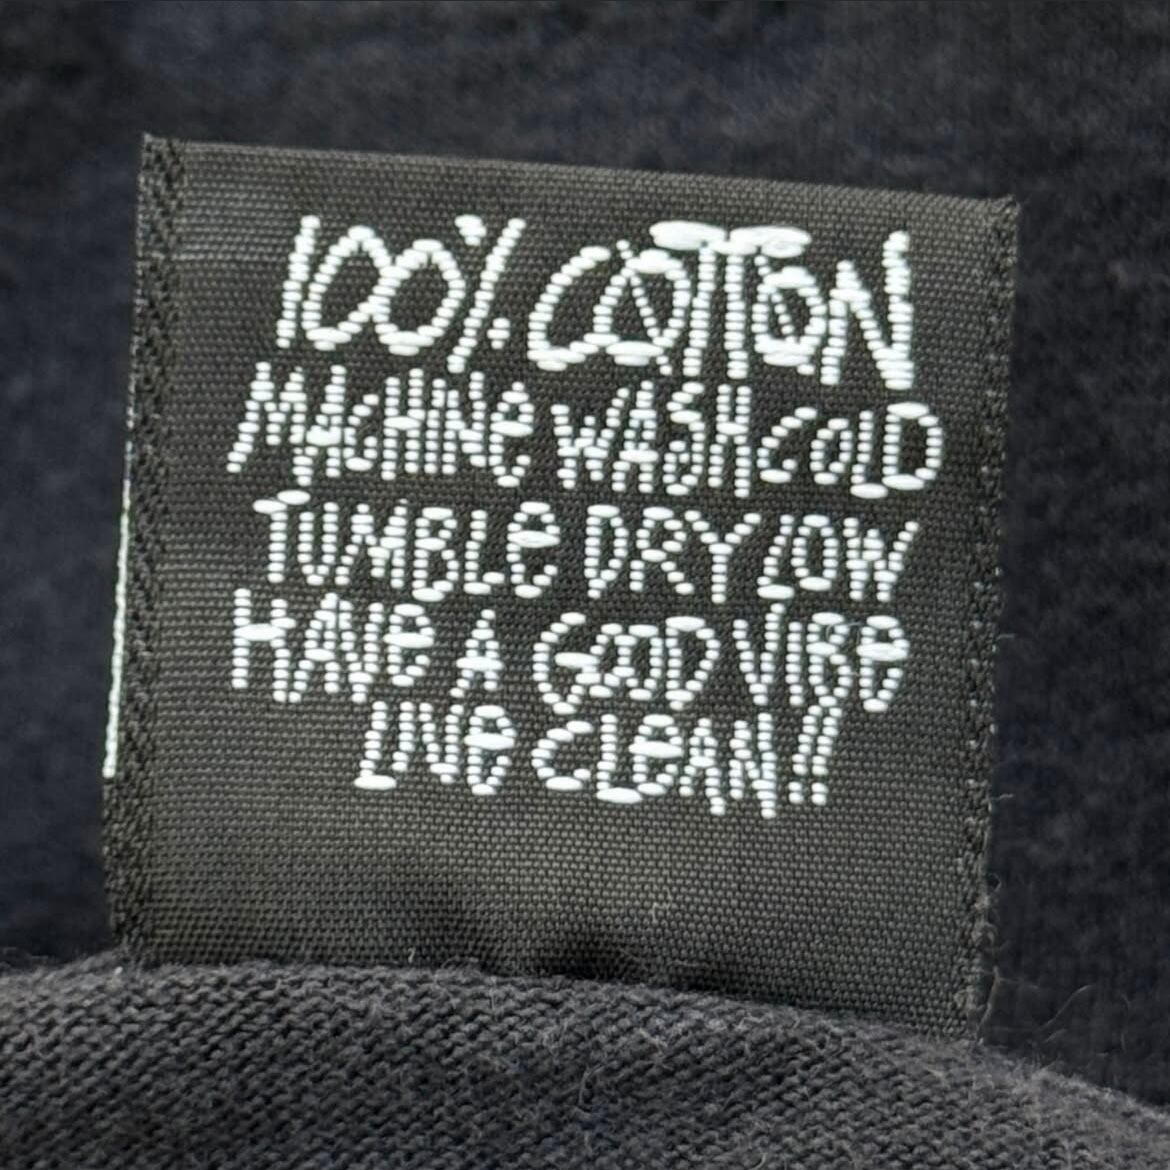 100% COTTON
MACHINE WASH COLD
TUMBLE DRY LOW
HAVE A GOOD VIBE
LIVE CLEAN!!